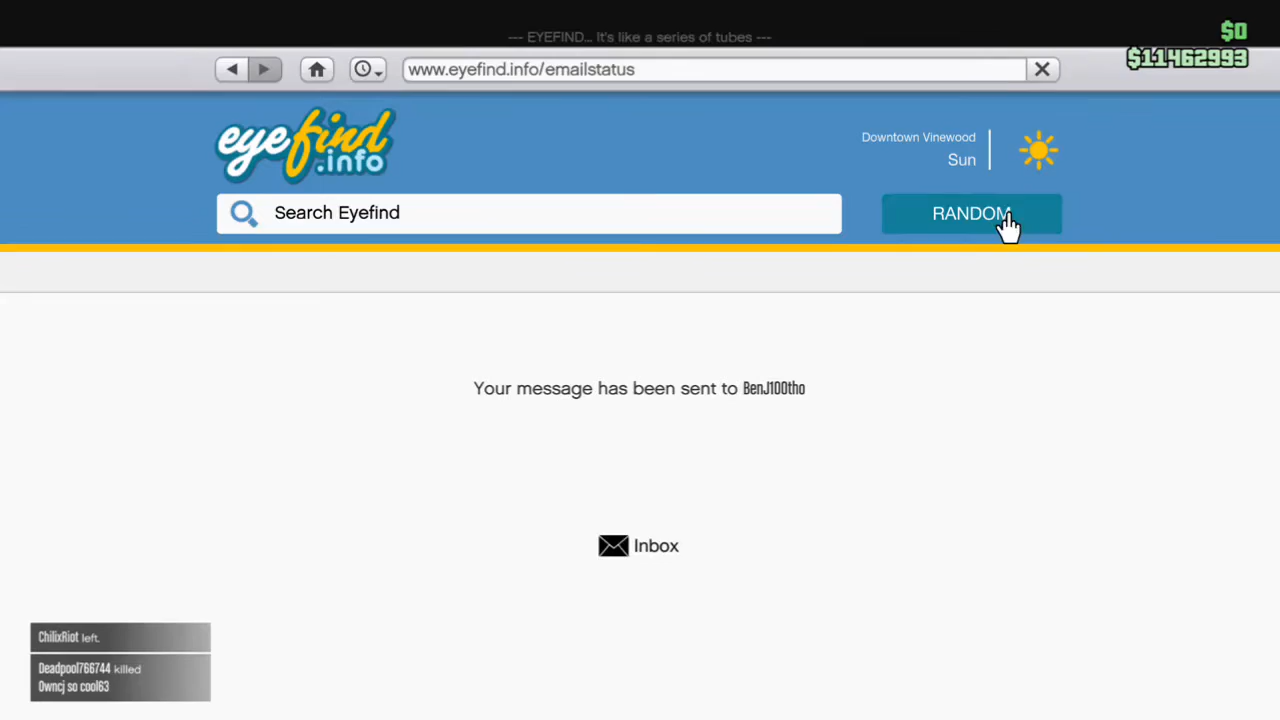 --- EYEFIND... It's like a series of tubes ---
$0
$11462993
www.eyefind.info/emailstatus
eyefind
.info
Downtown Vinewood
Sun
Search Eyefind
RANDOM
Your message has been sent to BenJ100tho
Inbox
ChilixRiot left.
Deadpool766744 killed
0wncj so cool63